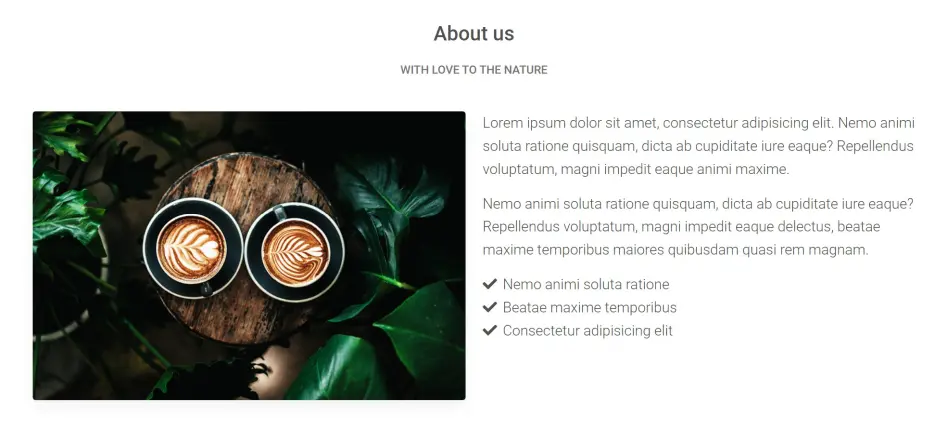 About us
WITH LOVE TO THE NATURE
Lorem ipsum dolor sit amet, consectetur adipisicing elit. Nemo animi
soluta ratione quisquam, dicta ab cupiditate iure eaque? Repellendus
voluptatum, magni impedit eaque animi maxime.
Nemo animi soluta ratione quisquam, dicta ab cupiditate iure eaque?
Repellendus voluptatum, magni impedit eaque delectus, beatae
maxime temporibus maiores quibusdam quasi rem magnam.
Nemo animi soluta ratione
Beatae maxime temporibus
Consectetur adipisicing elit